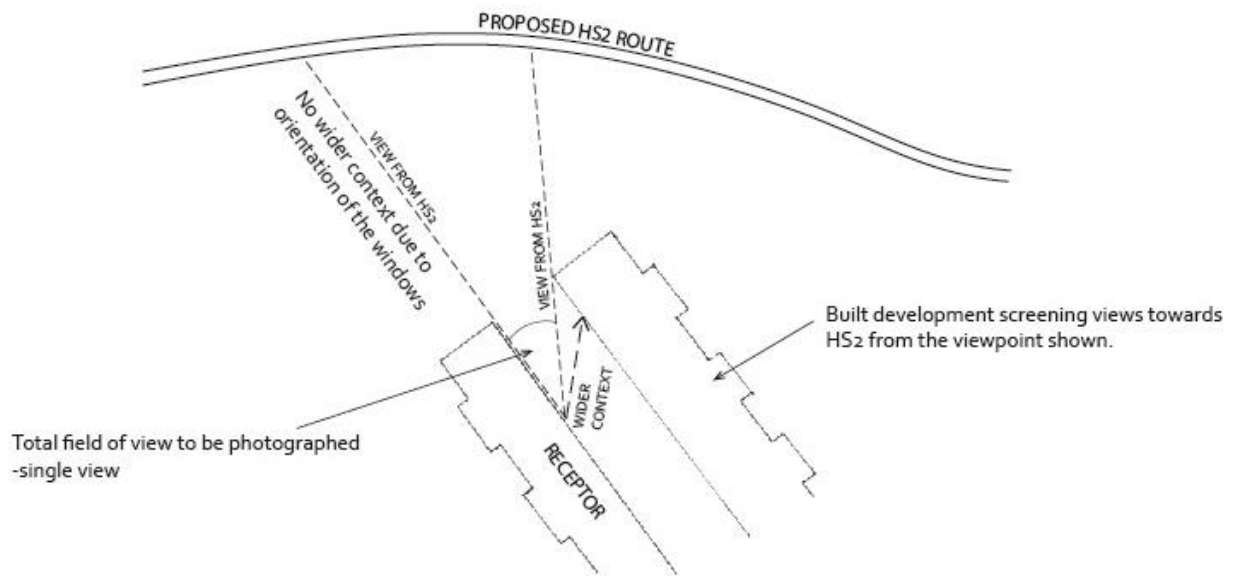 PROPOSED HS2 ROUTE
No wider context due to
orientation of the windows
VIEW FROM HS2
VIEW FROM HS2
Built development screening views towards
HS2 from the viewpoint shown.
WIDER
CONTEXT
Total field of view to be photographed
-single view
RECEPTOR